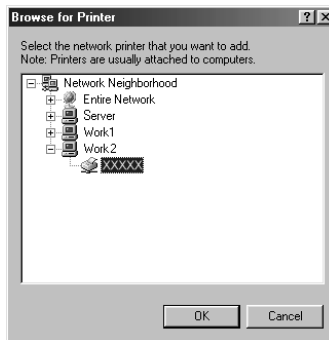 Browse for Printer
Select the network printer that you want to add.
Note: Printers are usually attached to computers.
Network Neighborhood
Entire Network
Server
Work1
Work2
XXXXX
OK
Cancel